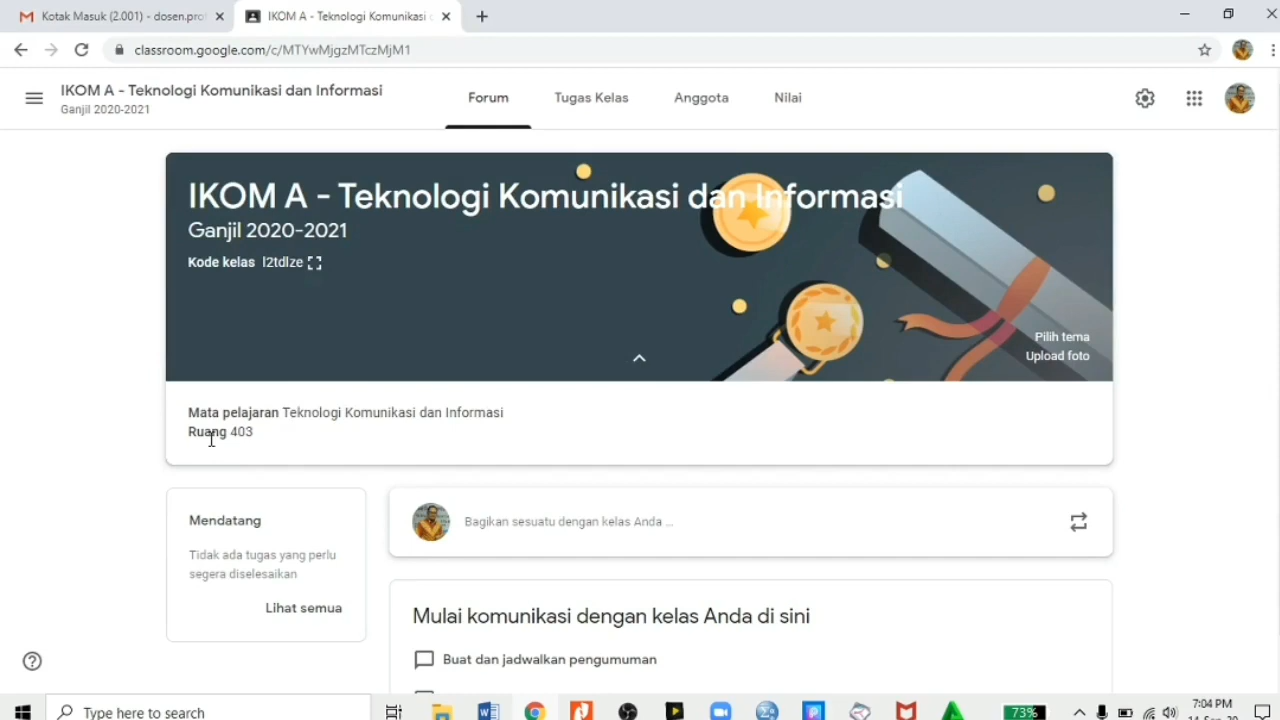 Kotak Masuk (2.001) - dosen.pro
IKOM A - Teknologi Komunikasi d
classroom.google.com/c/MTYwMjgzMTczMjM1
IKOM A - Teknologi Komunikasi dan Informasi
Ganjil 2020-2021
Forum
Tugas Kelas
Anggota
Nilai
IKOM A - Teknologi Komunikasi dan Informasi
Ganjil 2020-2021
Kode kelas l2tdlze
Pilih tema
Upload foto
Mata pelajaran Teknologi Komunikasi dan Informasi
Ruang 403
Mendatang
Tidak ada tugas yang perlu
segera diselesaikan
Lihat semua
Bagikan sesuatu dengan kelas Anda ...
Mulai komunikasi dengan kelas Anda di sini
Buat dan jadwalkan pengumuman
Type here to search
73%
7:04 PM